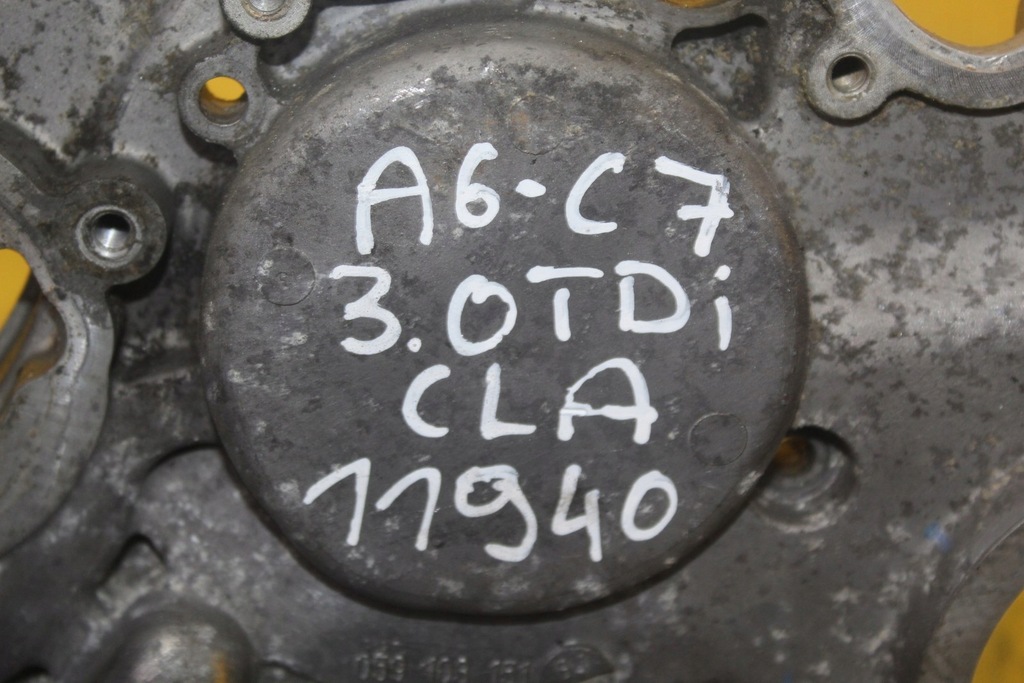 A6-C7
3.0TDi
CLA
11940